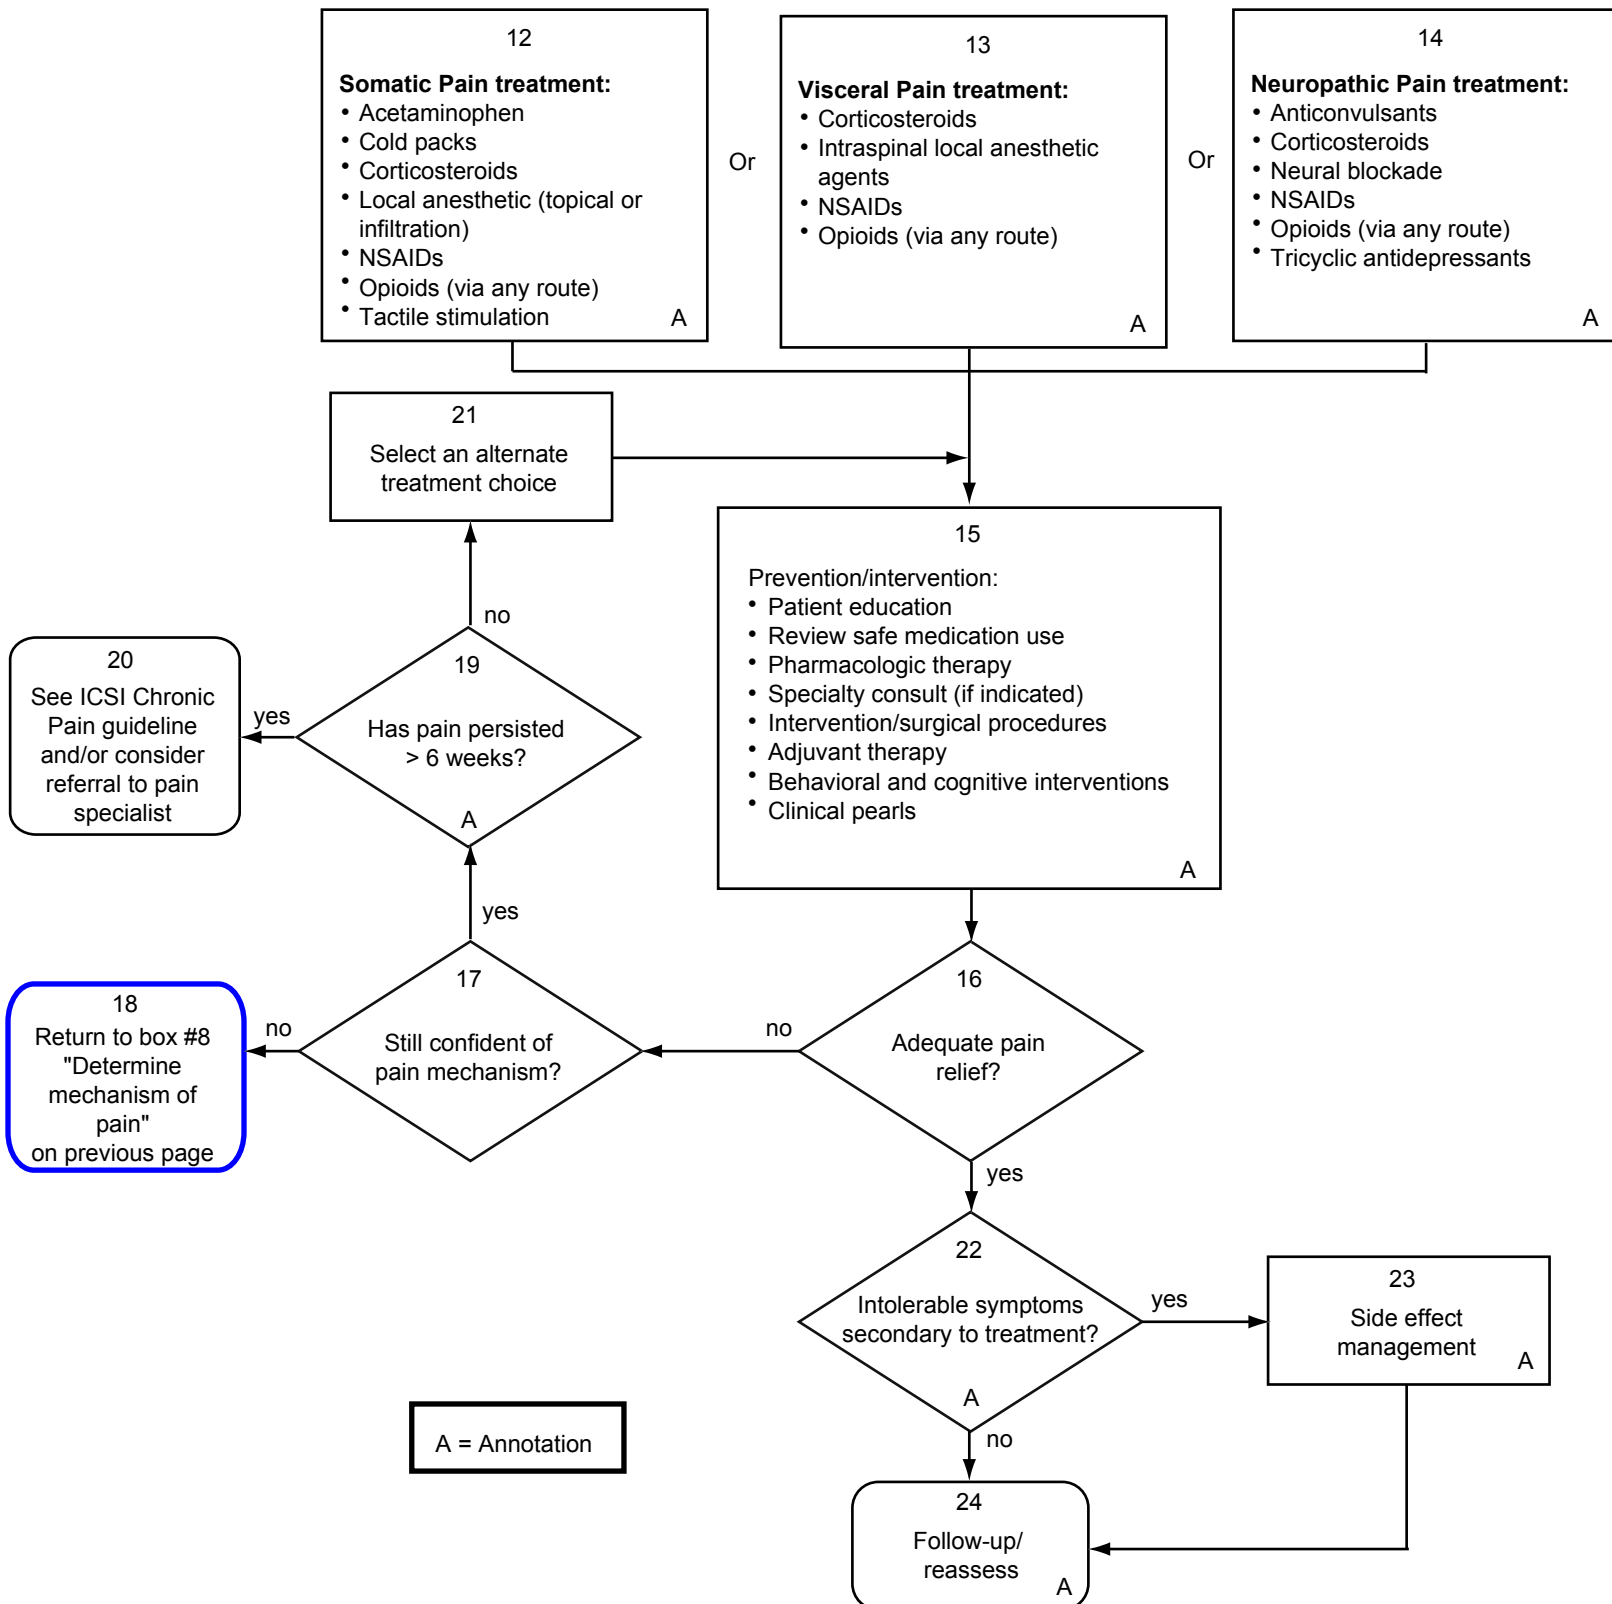 12
Somatic Pain treatment:
• Acetaminophen
• Cold packs
• Corticosteroids
• Local anesthetic (topical or
infiltration)
• NSAIDs
• Opioids (via any route)
• Tactile stimulation
A
Or
13
Visceral Pain treatment:
• Corticosteroids
• Intraspinal local anesthetic
agents
• NSAIDs
• Opioids (via any route)
A
Or
14
Neuropathic Pain treatment:
• Anticonvulsants
• Corticosteroids
• Neural blockade
• NSAIDs
• Opioids (via any route)
• Tricyclic antidepressants
A
21
Select an alternate
treatment choice
15
Prevention/intervention:
• Patient education
• Review safe medication use
• Pharmacologic therapy
• Specialty consult (if indicated)
• Intervention/surgical procedures
• Adjuvant therapy
• Behavioral and cognitive interventions
• Clinical pearls
A
no
20
See ICSI Chronic
Pain guideline
and/or consider
referral to pain
specialist
yes
19
Has pain persisted
> 6 weeks?
A
yes
18
Return to box #8
"Determine
mechanism of
pain"
on previous page
no
17
Still confident of
pain mechanism?
no
16
Adequate pain
relief?
yes
22
Intolerable symptoms
secondary to treatment?
A
yes
23
Side effect
management
A
no
A = Annotation
24
Follow-up/
reassess
A